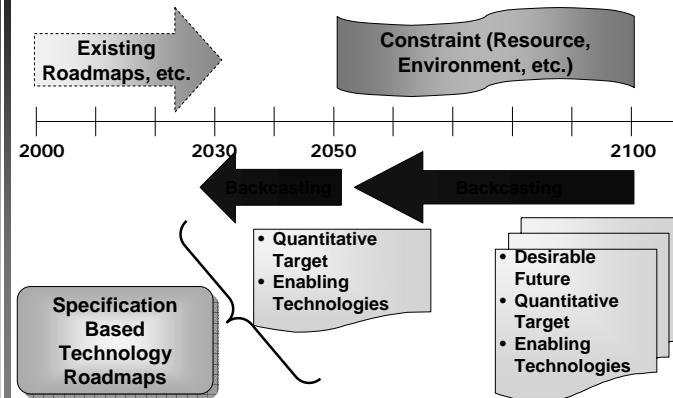 Existing
Roadmaps, etc.
Constraint (Resource,
Environment, etc.)
2000
2030
2050
2100
Backcasting
Backcasting
• Quantitative
Target
• Enabling
Technologies
• Desirable
Future
• Quantitative
Target
• Enabling
Technologies
Specification
Based
Technology
Roadmaps